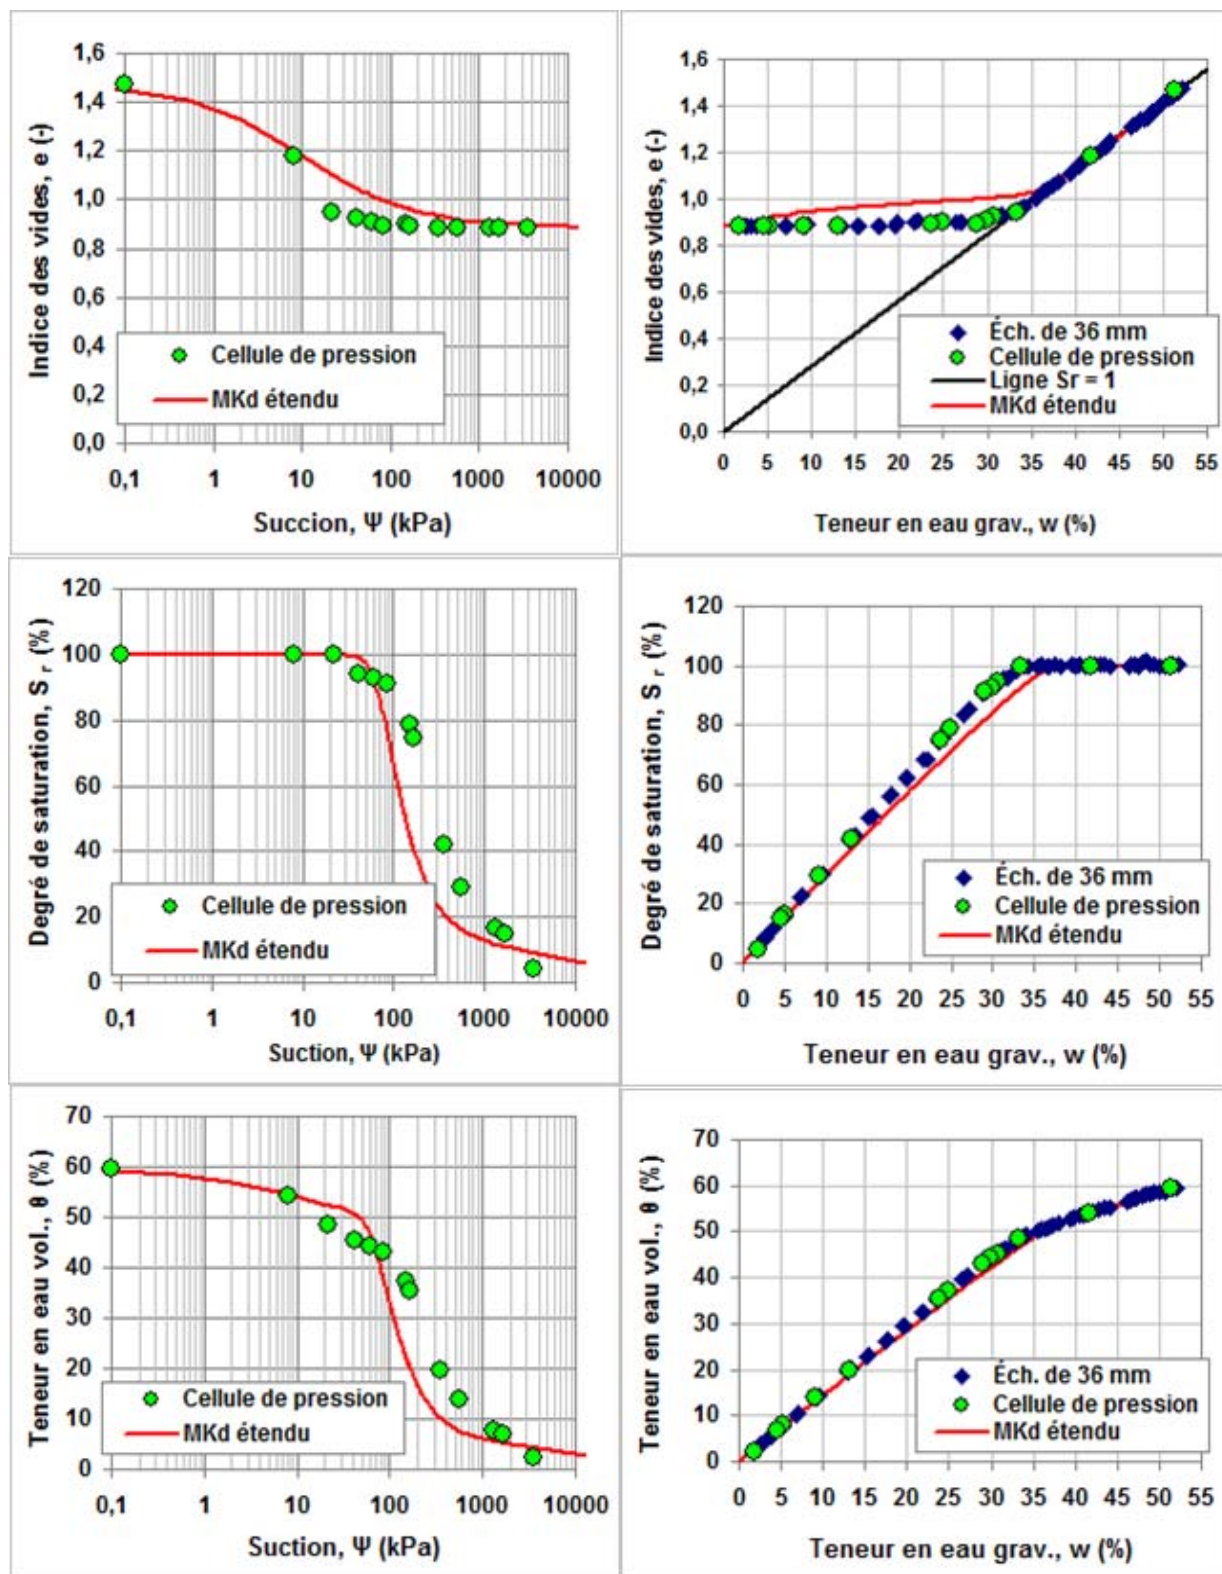 Indice des vides, e (-)
1,6
1,4
1,2
1,0
0,8
0,6
0,4
0,2
0,0
Cellule de pression
MKd étendu
0,1 1 10 100 1000 10000
Succion, Ψ (kPa)
Indice des vides, e (-)
1,6
1,4
1,2
1,0
0,8
0,6
0,4
0,2
0,0
Éch. de 36 mm
Cellule de pression
Ligne Sr = 1
MKd étendu
0 5 10 15 20 25 30 35 40 45 50 55
Teneur en eau grav., w (%)
Degré de saturation, S r (%)
120
100
80
60
40
20
0
Cellule de pression
MKd étendu
0,1 1 10 100 1000 10000
Suction, Ψ (kPa)
Degré de saturation, S r (%)
120
100
80
60
40
20
0
Éch. de 36 mm
Cellule de pression
MKd étendu
0 5 10 15 20 25 30 35 40 45 50 55
Teneur en eau grav., w (%)
Teneur en eau vol., θ (%)
70
60
50
40
30
20
10
0
Cellule de pression
MKd étendu
0,1 1 10 100 1000 10000
Suction, Ψ (kPa)
Teneur en eau vol., θ (%)
70
60
50
40
30
20
10
0
Éch. de 36 mm
Cellule de pression
MKd étendu
0 5 10 15 20 25 30 35 40 45 50 55
Teneur en eau grav., w (%)